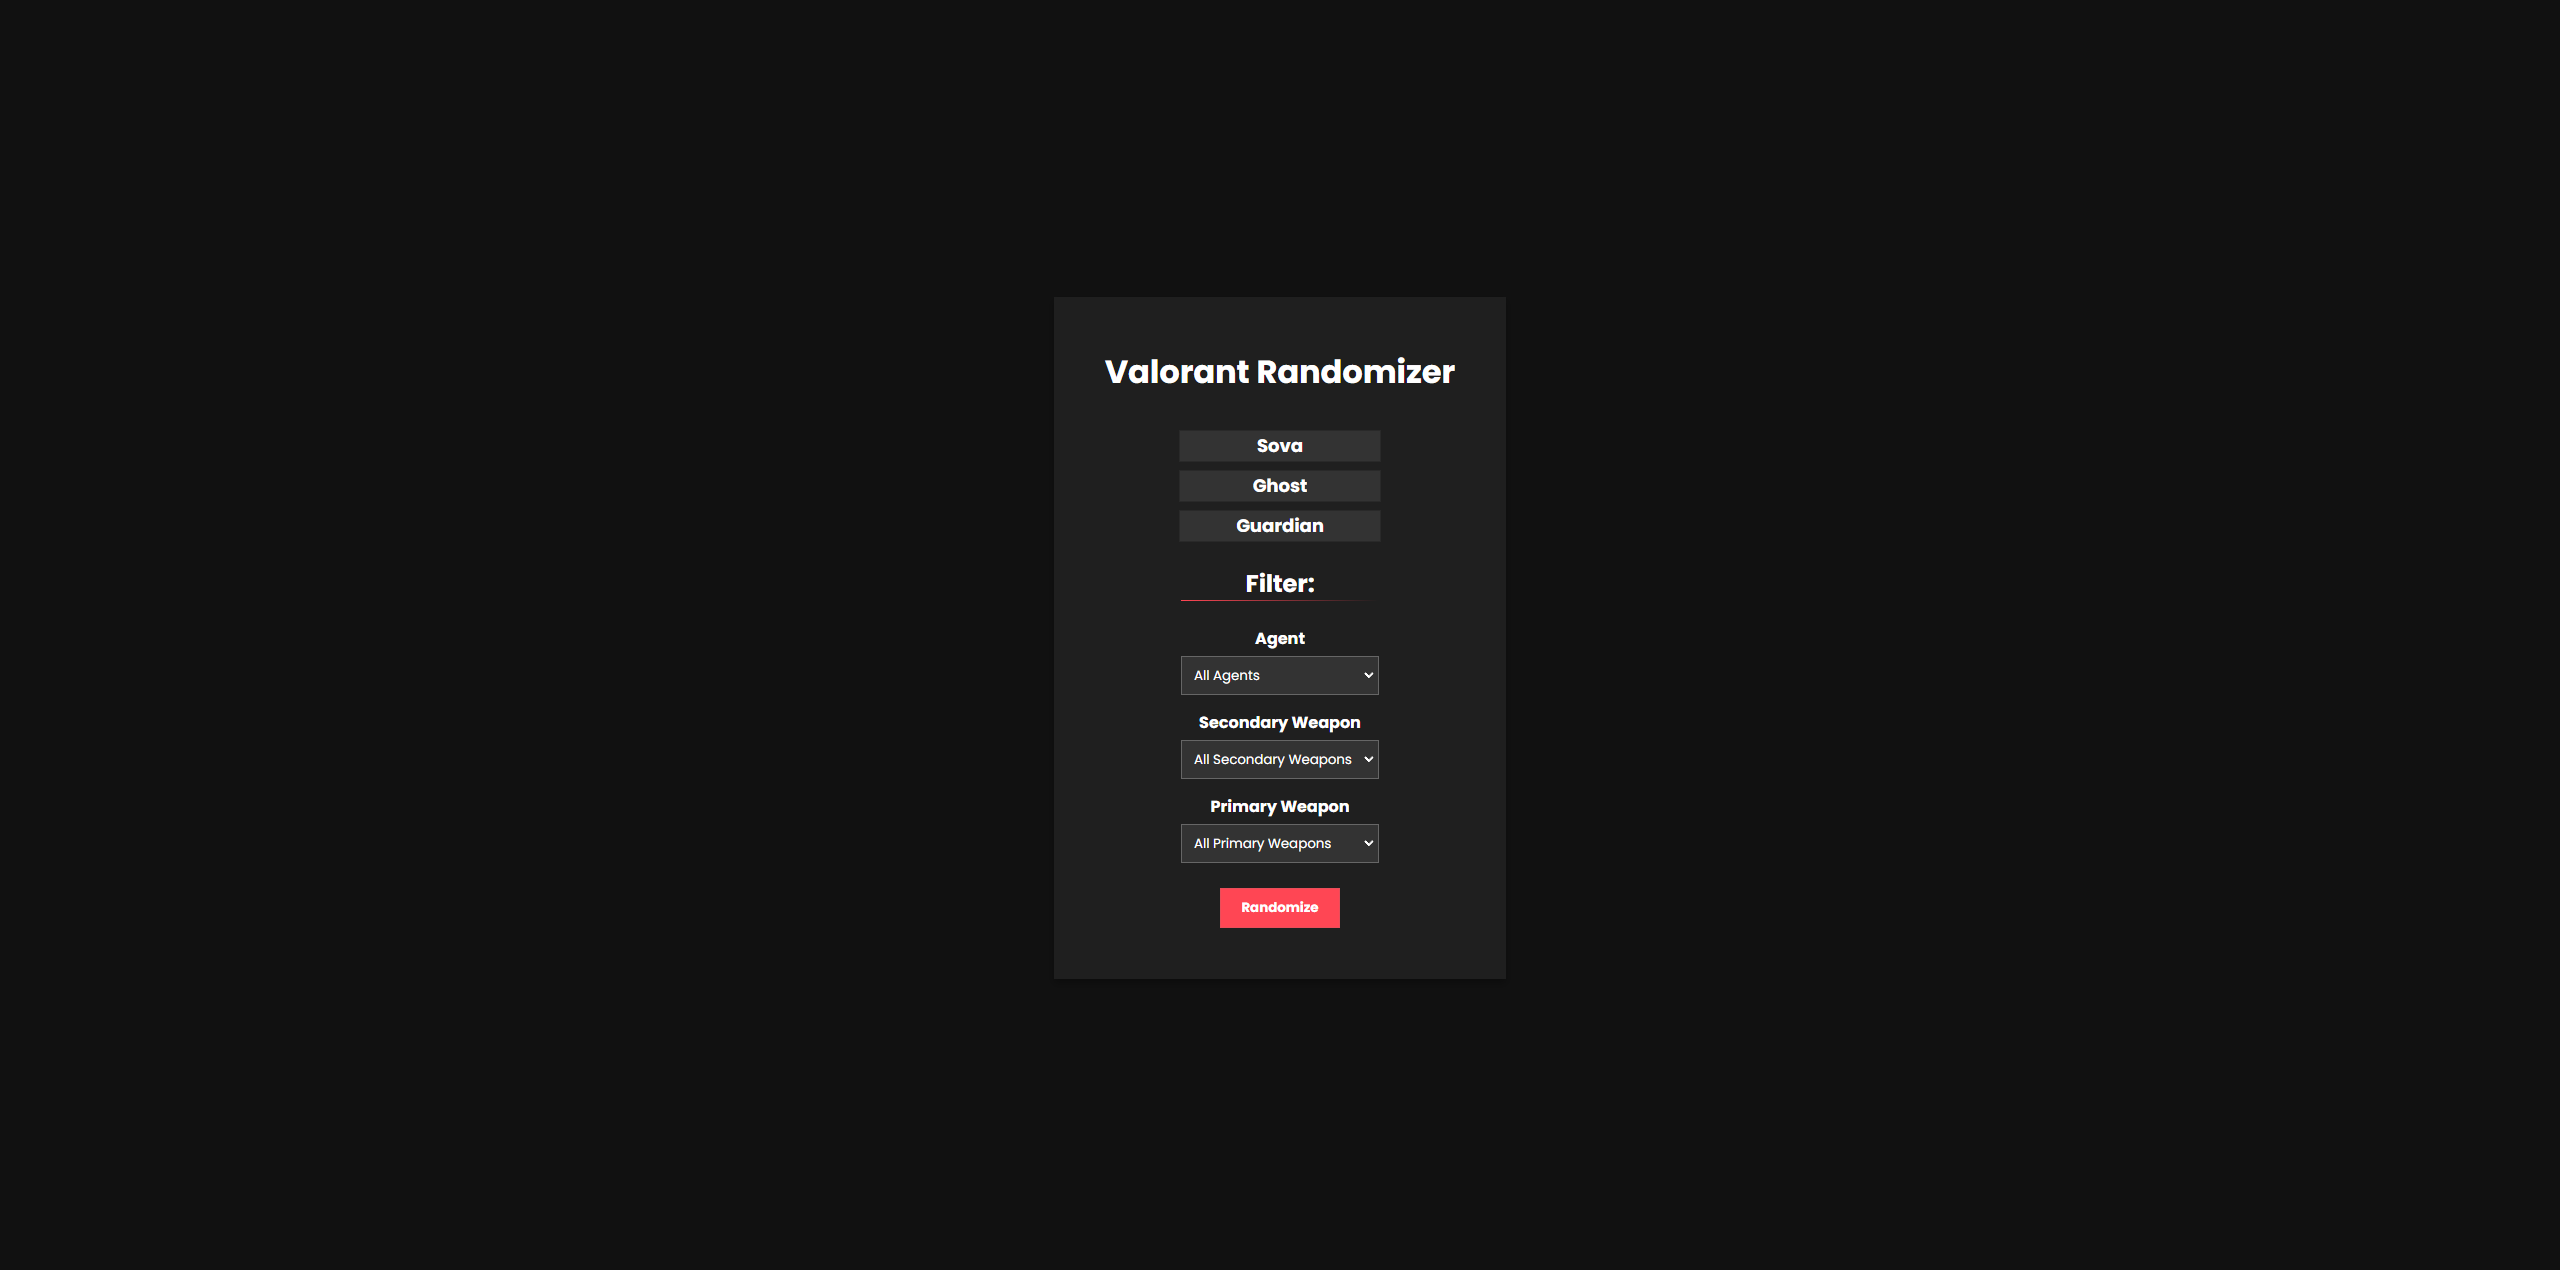 Valorant Randomizer
Sova
Ghost
Guardian
Filter:
Agent
All Agents
Secondary Weapon
All Secondary Weapons
Primary Weapon
All Primary Weapons
Randomize